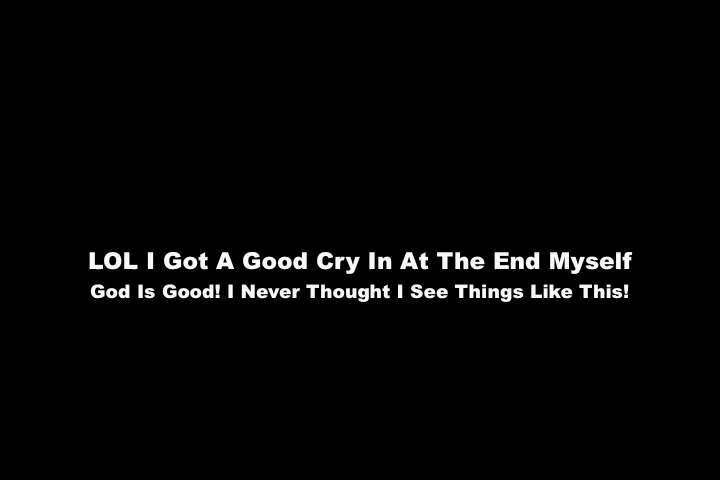 LOL I Got A Good Cry In At The End Myself
God Is Good! I Never Thought I See Things Like This!